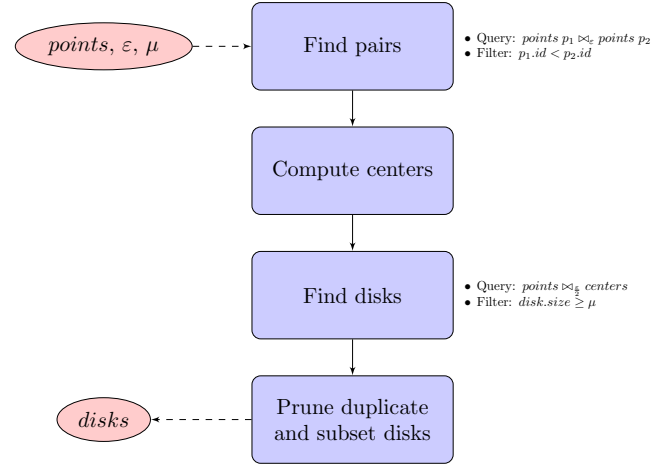 points, ε, μ
Find pairs
• Query: points p₁ ⋈_ε points p₂
• Filter: p₁.id < p₂.id
Compute centers
Find disks
• Query: points ⋈_{ε/2} centers
• Filter: disk.size ≥ μ
disks
Prune duplicate
and subset disks